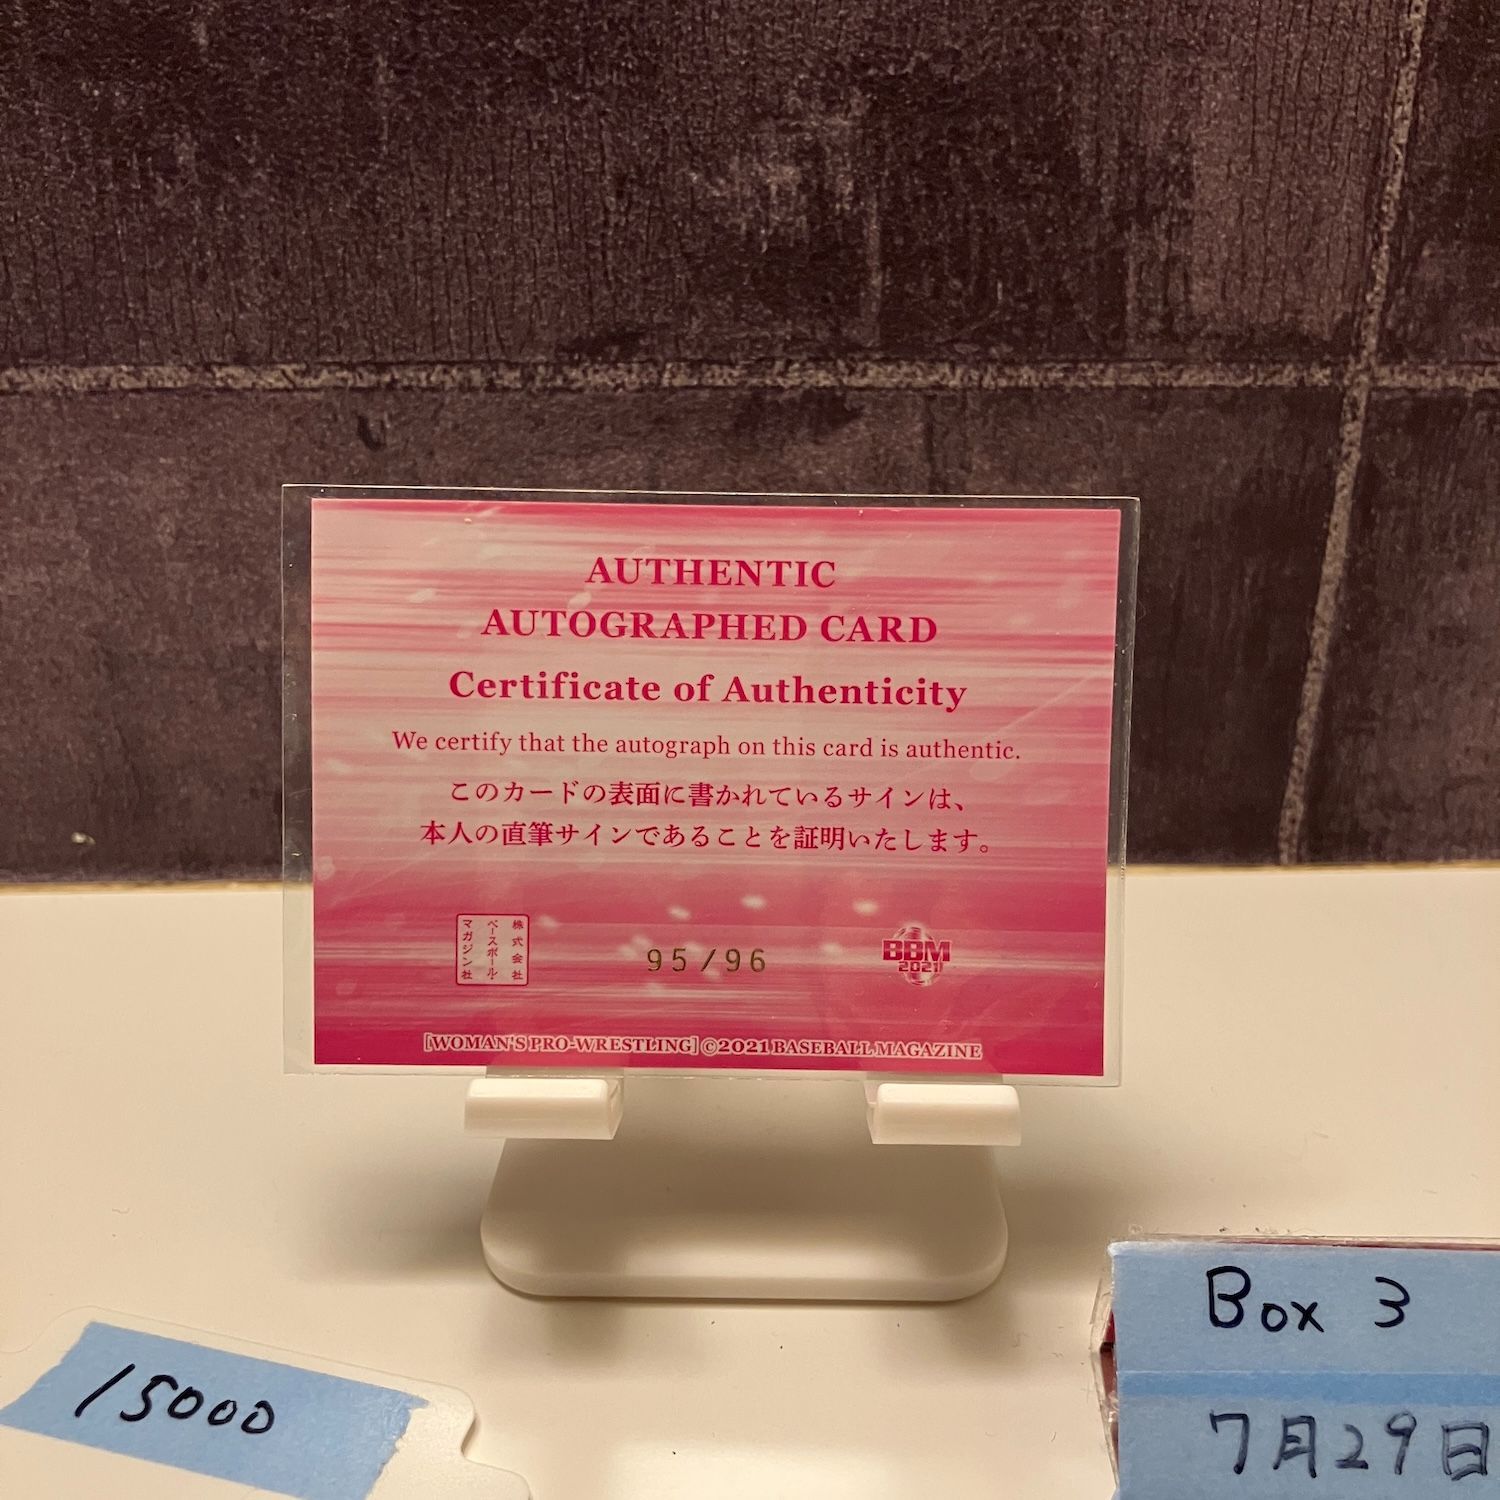 AUTHENTIC
AUTOGRAPHED CARD
Certificate of Authenticity
We certify that the autograph on this card is authentic.
このカードの表面に書かれているサインは、
本人の直筆サインであることを証明いたします。
株式会社
ベースボール・
マガジン社
95/96
BBM
2021
[WOMAN'S PRO-WRESTLING] ©2021 BASEBALL MAGAZINE
15000
Box 3
7月29日